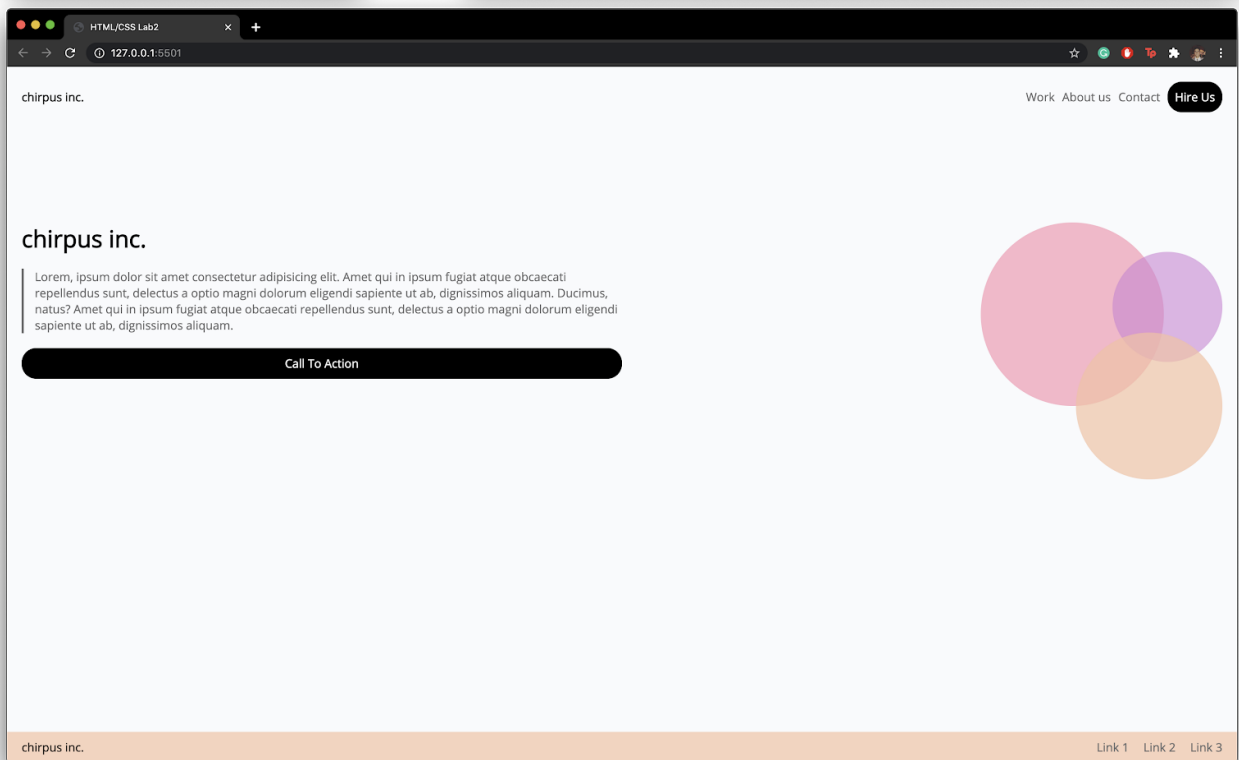 HTML/CSS Lab2
127.0.0.1:5501
Tp
chirpus inc.
Work About us Contact Hire Us
chirpus inc.
Lorem, ipsum dolor sit amet consectetur adipisicing elit. Amet qui in ipsum fugiat atque obcaecati
repellendus sunt, delectus a optio magni dolorum eligendi sapiente ut ab, dignissimos aliquam. Ducimus,
natus? Amet qui in ipsum fugiat atque obcaecati repellendus sunt, delectus a optio magni dolorum eligendi
sapiente ut ab, dignissimos aliquam.
Call To Action
chirpus inc.
Link 1 Link 2 Link 3